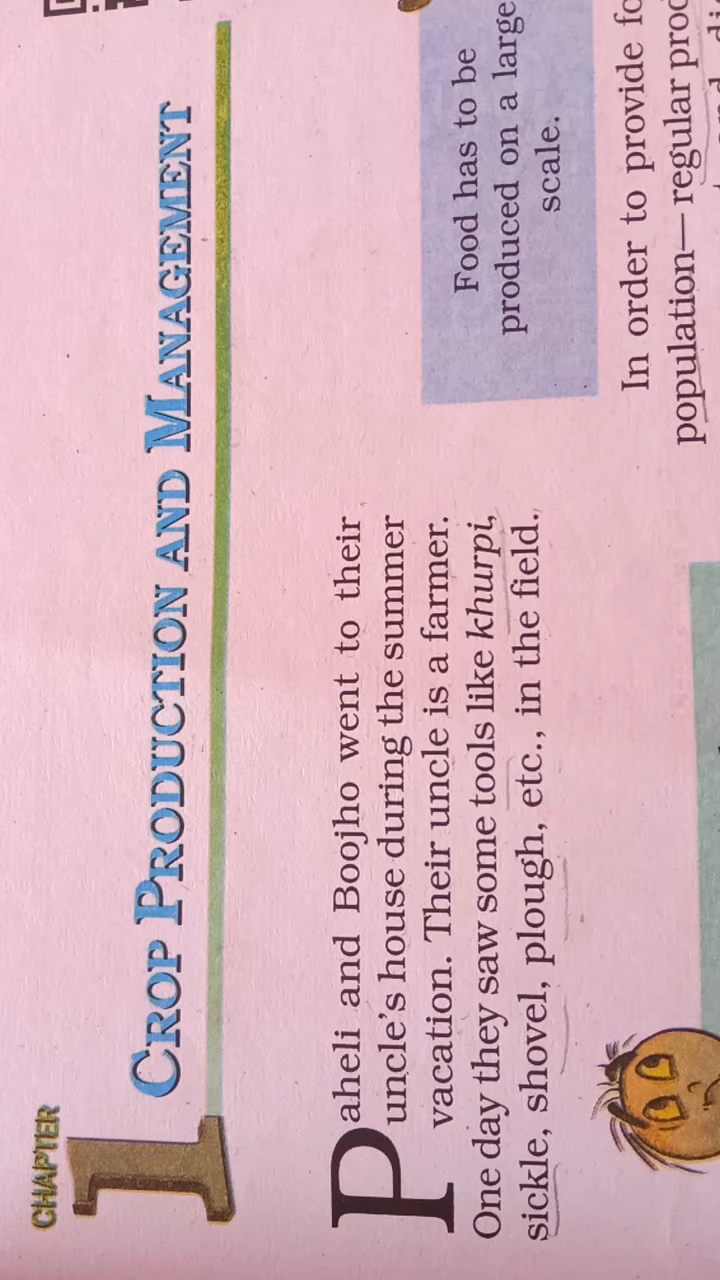 CHAPTER
1
CROP PRODUCTION AND MANAGEMENT
Paheli and Boojho went to their
uncle's house during the summer
vacation. Their uncle is a farmer.
One day they saw some tools like khurpi,
sickle, shovel, plough, etc., in the field.
Food has to be
produced on a large
scale.
In order to provide
population— regular